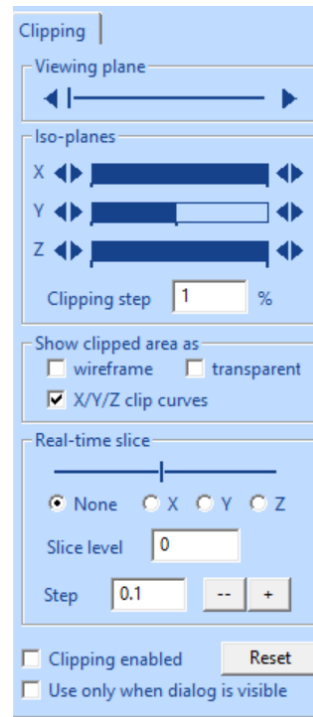 Clipping
Viewing plane
Iso-planes
X
Y
Z
Clipping step 1 %
Show clipped area as
wireframe transparent
X/Y/Z clip curves
Real-time slice
None X Y Z
Slice level 0
Step 0.1 -- +
Clipping enabled Reset
Use only when dialog is visible